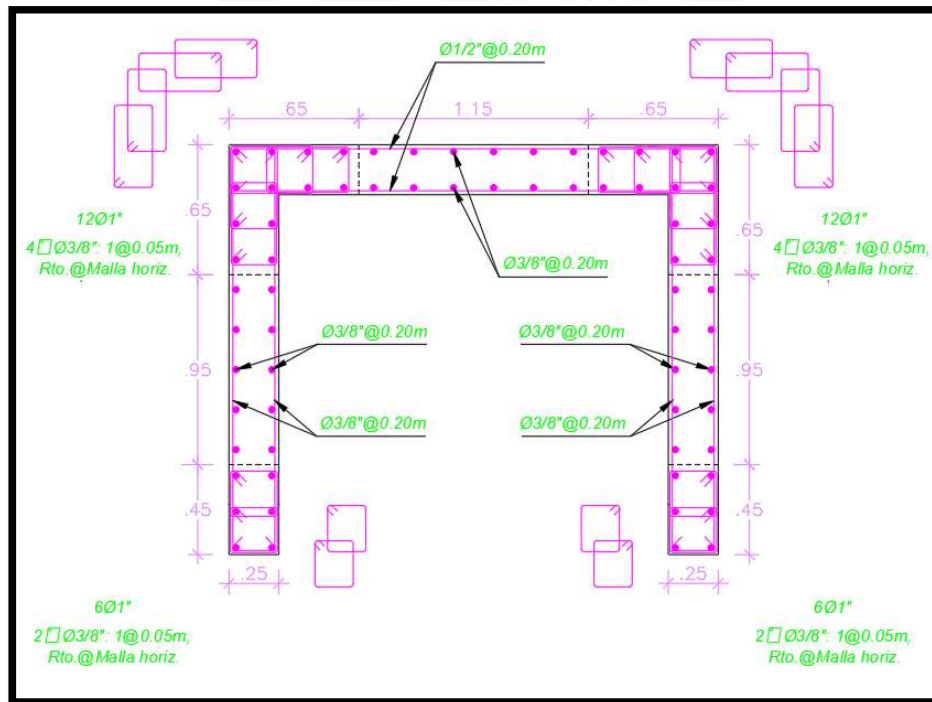 Ø1/2"@0.20m
.65
1.15
.65
.65
.65
12Ø1"
4 Ø3/8": 1@0.05m,
Rto.@Malla horiz.
12Ø1"
4 Ø3/8": 1@0.05m,
Rto.@Malla horiz.
Ø3/8"@0.20m
Ø3/8"@0.20m
Ø3/8"@0.20m
.95
.95
Ø3/8"@0.20m
Ø3/8"@0.20m
.45
.45
.25
.25
6Ø1"
2 Ø3/8": 1@0.05m,
Rto.@Malla horiz.
6Ø1"
2 Ø3/8": 1@0.05m,
Rto.@Malla horiz.